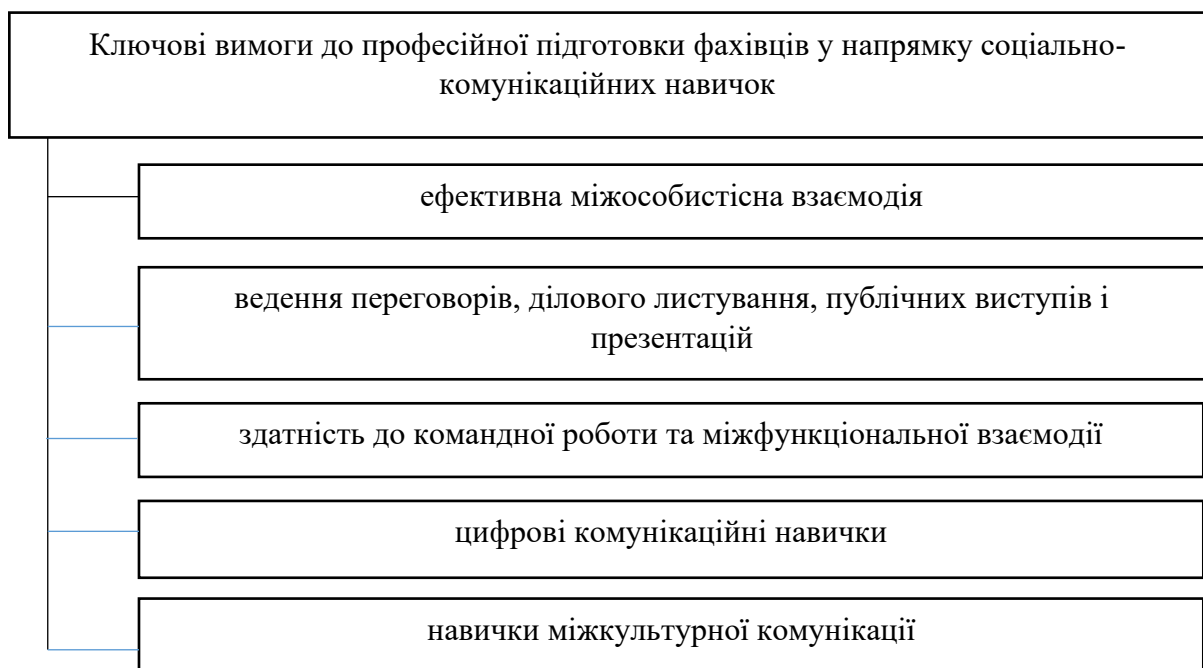 Ключові вимоги до професійної підготовки фахівців у напрямку соціально-
комунікаційних навичок
ефективна міжособистісна взаємодія
ведення переговорів, ділового листування, публічних виступів і
презентацій
здатність до командної роботи та міжфункціональної взаємодії
цифрові комунікаційні навички
навички міжкультурної комунікації